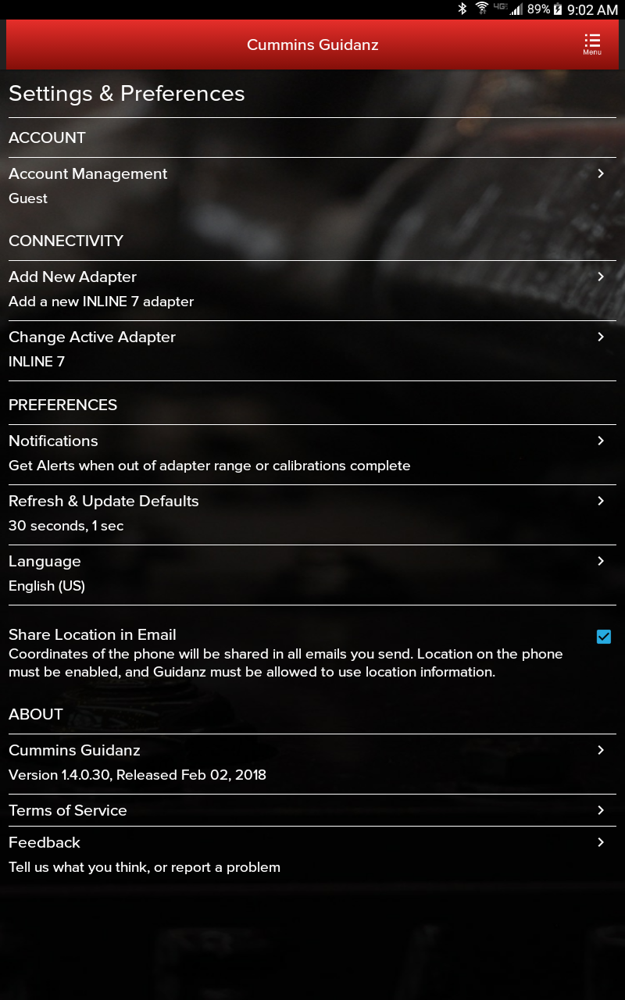 4G 89% 9:02 AM
Cummins Guidanz
Menu
Settings & Preferences
ACCOUNT
Account Management
Guest
CONNECTIVITY
Add New Adapter
Add a new INLINE 7 adapter
Change Active Adapter
INLINE 7
PREFERENCES
Notifications
Get Alerts when out of adapter range or calibrations complete
Refresh & Update Defaults
30 seconds, 1 sec
Language
English (US)
Share Location in Email
Coordinates of the phone will be shared in all emails you send. Location on the phone
must be enabled, and Guidanz must be allowed to use location information.
ABOUT
Cummins Guidanz
Version 1.4.0.30, Released Feb 02, 2018
Terms of Service
Feedback
Tell us what you think, or report a problem